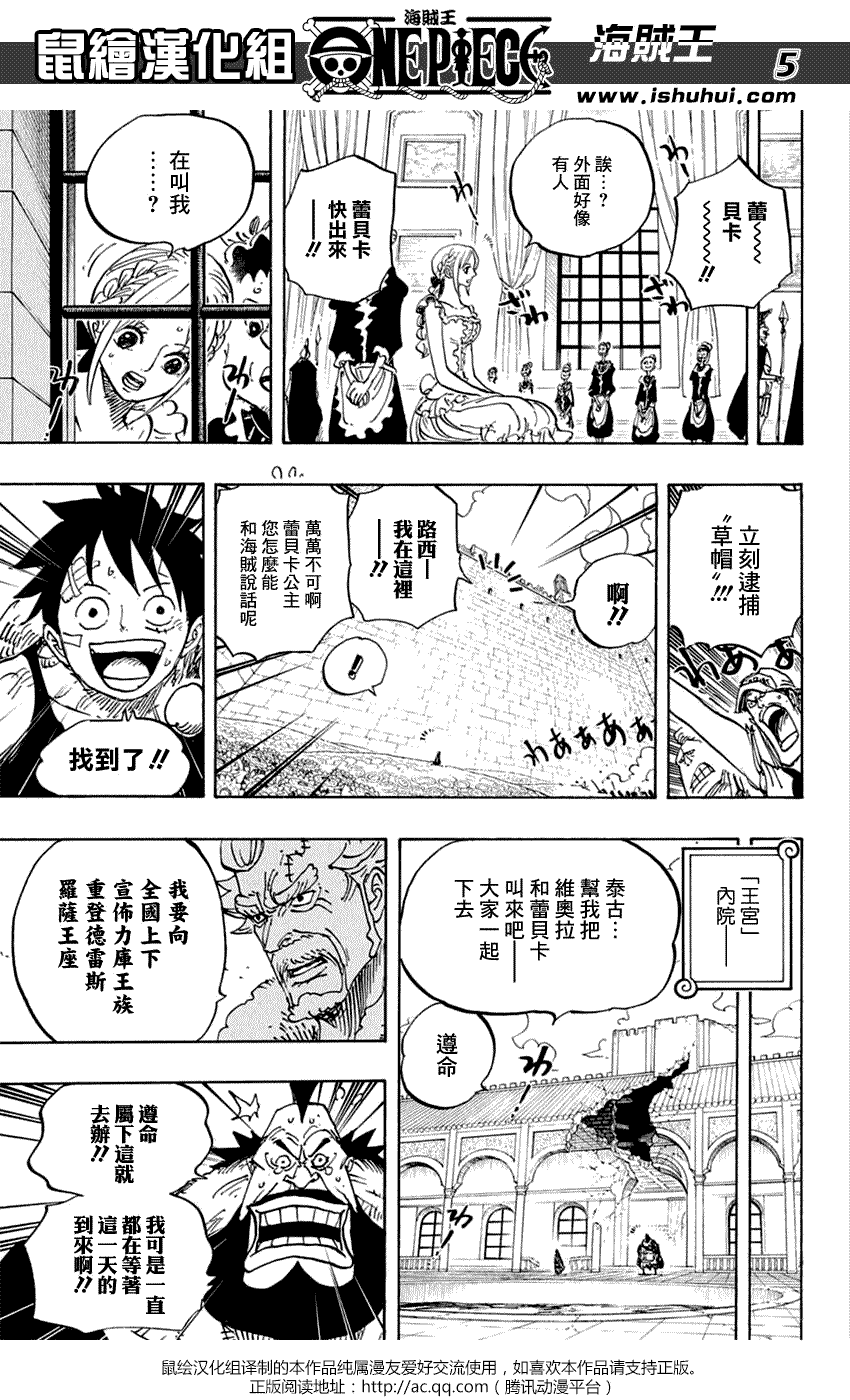 鼠繪漢化組
海賊王
ONE PIECE
海賊王
5
www.ishuhui.com
蕾
貝卡
!!
誒…?
外面好像
有人
蕾貝卡
快出來
——!!
在叫我
……?
立刻逮捕
〝草帽〞!!!
わああ
啊!!
路西—
我在這裡
——!!
萬萬不可啊
蕾貝卡公主
您怎麼能
和海賊說話呢
!
わあぁぁぁ
找到了!!
「王宮」
內院——
泰古…
幫我把
維奧拉
和蕾貝卡
叫來吧——
大家一起
下去
遵命
我要向
全國上下
宣佈力庫王族
重登德雷斯
羅薩王座
遵命
屬下這就
去辦!!
我可是一直
都在等著
這一天的
到來啊!!
鼠绘汉化组译制的本作品纯属漫友爱好交流使用，如喜欢本作品请支持正版。
正版阅读地址：http://ac.qq.com（腾讯动漫平台）